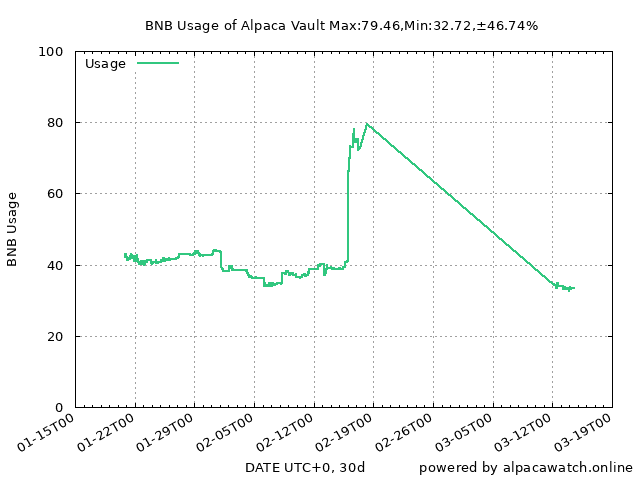 BNB Usage of Alpaca Vault Max:79.46,Min:32.72,±46.74%
Usage
100
80
60
40
20
0
BNB Usage
01-15T00
01-22T00
01-29T00
02-05T00
02-12T00
02-19T00
02-26T00
03-05T00
03-12T00
03-19T00
DATE UTC+0, 30d
powered by alpacawatch.online